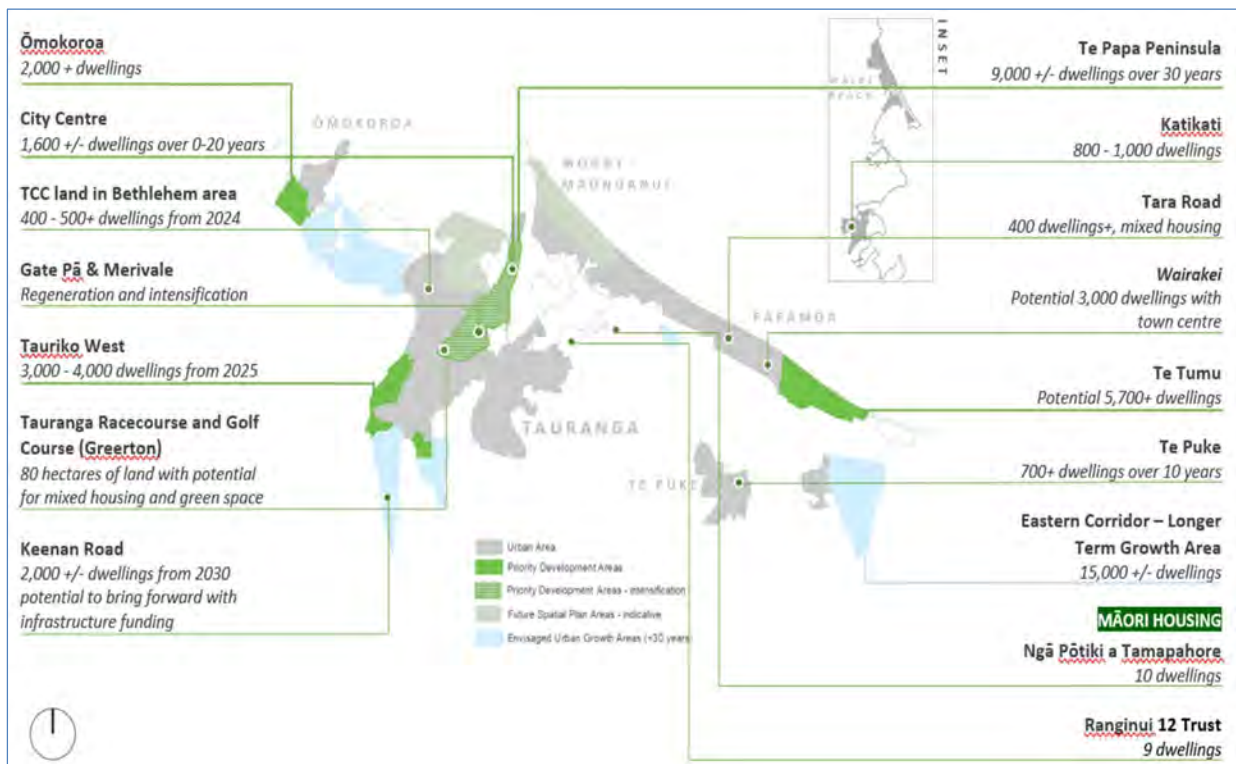 Ōmokoroa
2,000 + dwellings
City Centre
1,600 +/- dwellings over 0-20 years
TCC land in Bethlehem area
400 - 500+ dwellings from 2024
Gate Pā & Merivale
Regeneration and intensification
Tauriko West
3,000 - 4,000 dwellings from 2025
Tauranga Racecourse and Golf
Course (Greerton)
80 hectares of land with potential
for mixed housing and green space
Keenan Road
2,000 +/- dwellings from 2030
potential to bring forward with
infrastructure funding
ŌMOKOROA
MAUNGANUI
PAPAMOA
TAURANGA
TE PUKE
Urban Area
Priority Development Areas
Priority Development Areas - intensification
Future Spatial Plan Areas - indicative
Envisaged Urban Growth Areas (+30 years
INSET
BEACH
Te Papa Peninsula
9,000 +/- dwellings over 30 years
Katikati
800 - 1,000 dwellings
Tara Road
400 dwellings+, mixed housing
Wairakei
Potential 3,000 dwellings with
town centre
Te Tumu
Potential 5,700+ dwellings
Te Puke
700+ dwellings over 10 years
Eastern Corridor – Longer
Term Growth Area
15,000 +/- dwellings
MĀORI HOUSING
Ngā Pōtiki a Tamapahore
10 dwellings
Ranginui 12 Trust
9 dwellings